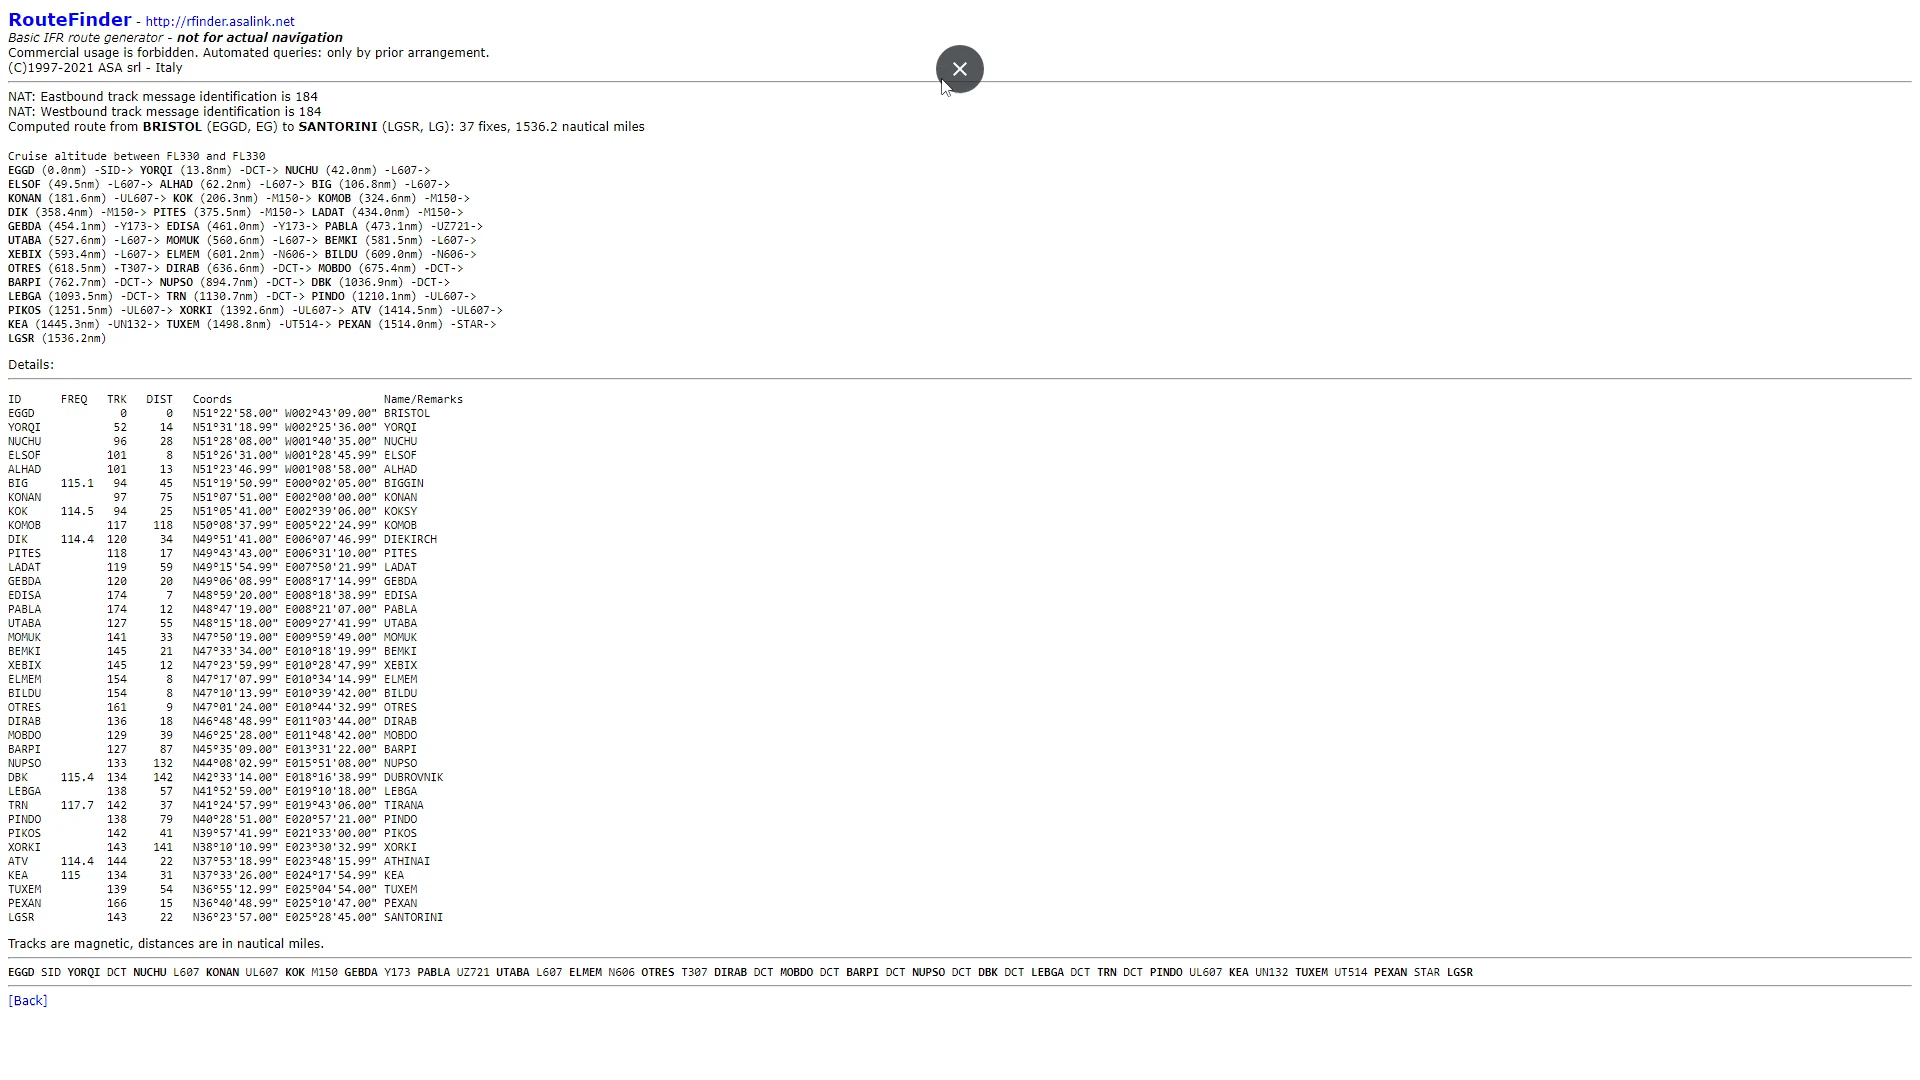 RouteFinder - http://rfinder.asalink.net
Basic IFR route generator - not for actual navigation
Commercial usage is forbidden. Automated queries: only by prior arrangement.
(C)1997-2021 ASA srl - Italy
NAT: Eastbound track message identification is 184
NAT: Westbound track message identification is 184
Computed route from BRISTOL (EGGD, EG) to SANTORINI (LGSR, LG): 37 fixes, 1536.2 nautical miles
Cruise altitude between FL330 and FL330
EGGD (0.0nm) -SID-> YORQI (13.8nm) -DCT-> NUCHU (42.0nm) -L607->
ELSOF (49.5nm) -L607-> ALHAD (62.2nm) -L607-> BIG (106.8nm) -L607->
KONAN (181.6nm) -UL607-> KOK (206.3nm) -M150-> KOMOB (324.6nm) -M150->
DIK (358.4nm) -M150-> PITES (375.5nm) -M150-> LADAT (434.0nm) -M150->
GEBDA (454.1nm) -Y173-> EDISA (461.0nm) -Y173-> PABLA (473.1nm) -UZ721->
UTABA (527.6nm) -L607-> MOMUK (560.6nm) -L607-> BEMKI (581.5nm) -L607->
XEBIX (593.4nm) -L607-> ELMEM (601.2nm) -N606-> BILDU (609.0nm) -N606->
OTRES (618.5nm) -T307-> DIRAB (636.6nm) -DCT-> MOBDO (675.4nm) -DCT->
BARPI (762.7nm) -DCT-> NUPSO (894.7nm) -DCT-> DBK (1036.9nm) -DCT->
LEBGA (1093.5nm) -DCT-> TRN (1130.7nm) -DCT-> PINDO (1210.1nm) -UL607->
PIKOS (1251.5nm) -UL607-> XORKI (1392.6nm) -UL607-> ATV (1414.5nm) -UL607->
KEA (1445.3nm) -UN132-> TUXEM (1498.8nm) -UT514-> PEXAN (1514.0nm) -STAR->
LGSR (1536.2nm)
Details:
ID FREQ TRK DIST Coords Name/Remarks
EGGD 0 0 N51°22'58.00" W002°43'09.00" BRISTOL
YORQI 52 14 N51°31'18.99" W002°25'36.00" YORQI
NUCHU 96 28 N51°28'08.00" W001°40'35.00" NUCHU
ELSOF 101 8 N51°26'31.00" W001°28'45.99" ELSOF
ALHAD 101 13 N51°23'46.99" W001°08'58.00" ALHAD
BIG 115.1 94 45 N51°19'50.99" E000°02'05.00" BIGGIN
KONAN 97 75 N51°07'51.00" E002°00'00.00" KONAN
KOK 114.5 94 25 N51°05'41.00" E002°39'06.00" KOKSY
KOMOB 117 118 N50°08'37.99" E005°22'24.99" KOMOB
DIK 114.4 120 34 N49°51'41.00" E006°07'46.99" DIEKIRCH
PITES 118 17 N49°43'43.00" E006°31'10.00" PITES
LADAT 119 59 N49°15'54.99" E007°50'21.99" LADAT
GEBDA 120 20 N49°06'08.99" E008°17'14.99" GEBDA
EDISA 174 7 N48°59'20.00" E008°18'38.99" EDISA
PABLA 174 12 N48°47'19.00" E008°21'07.00" PABLA
UTABA 127 55 N48°15'18.00" E009°27'41.99" UTABA
MOMUK 141 33 N47°50'19.00" E009°59'49.00" MOMUK
BEMKI 145 21 N47°33'34.00" E010°18'19.99" BEMKI
XEBIX 145 12 N47°23'59.99" E010°28'47.99" XEBIX
ELMEM 154 8 N47°17'07.99" E010°34'14.99" ELMEM
BILDU 154 8 N47°10'13.99" E010°39'42.00" BILDU
OTRES 161 9 N47°01'24.00" E010°44'32.99" OTRES
DIRAB 136 18 N46°48'48.99" E011°03'44.00" DIRAB
MOBDO 129 39 N46°25'28.00" E011°48'42.00" MOBDO
BARPI 127 87 N45°35'09.00" E013°31'22.00" BARPI
NUPSO 133 132 N44°08'02.99" E015°51'08.00" NUPSO
DBK 115.4 134 142 N42°33'14.00" E018°16'38.99" DUBROVNIK
LEBGA 138 57 N41°52'59.00" E019°10'18.00" LEBGA
TRN 117.7 142 37 N41°24'57.99" E019°43'06.00" TIRANA
PINDO 138 79 N40°28'51.00" E020°57'21.00" PINDO
PIKOS 142 41 N39°57'41.99" E021°33'00.00" PIKOS
XORKI 143 141 N38°10'10.99" E023°30'32.99" XORKI
ATV 114.4 144 22 N37°53'18.99" E023°48'15.99" ATHINAI
KEA 115 134 31 N37°33'26.00" E024°17'54.99" KEA
TUXEM 139 54 N36°55'12.99" E025°04'54.00" TUXEM
PEXAN 166 15 N36°40'48.99" E025°10'47.00" PEXAN
LGSR 143 22 N36°23'57.00" E025°28'45.00" SANTORINI
Tracks are magnetic, distances are in nautical miles.
EGGD SID YORQI DCT NUCHU L607 KONAN UL607 KOK M150 GEBDA Y173 PABLA UZ721 UTABA L607 ELMEM N606 OTRES T307 DIRAB DCT MOBDO DCT BARPI DCT NUPSO DCT DBK DCT LEBGA DCT TRN DCT PINDO UL607 KEA UN132 TUXEM UT514 PEXAN STAR LGSR
[Back]